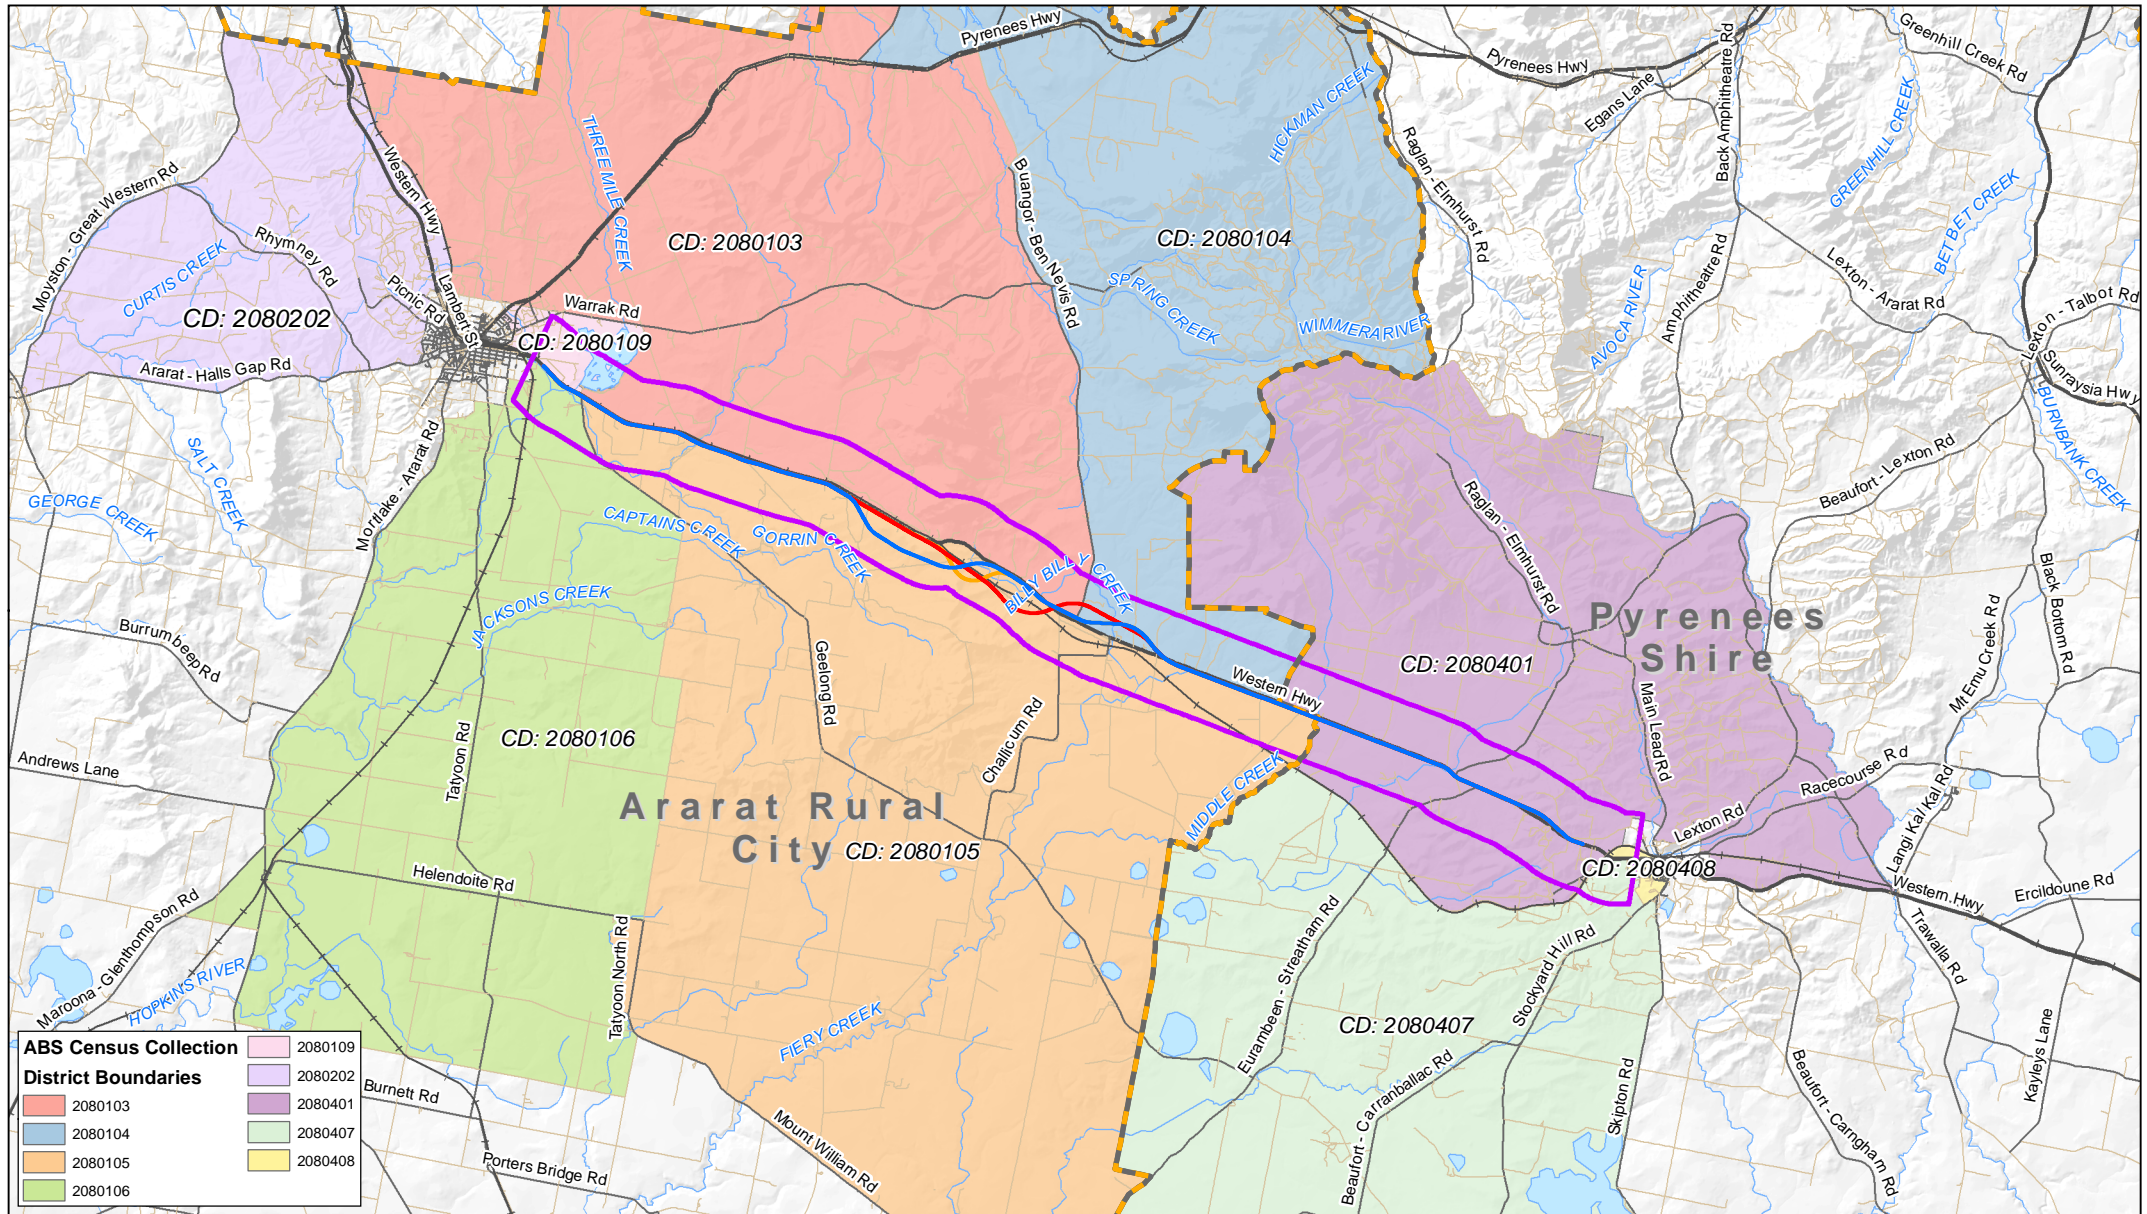 Pyrenees Hwy
Pyrenees Hwy
Greenhill Creek Rd
Back Amphitheatre Rd
Egans Lane
HICKMAN CREEK
GREENHILL CREEK
THREE MILE CREEK
Western Hwy
Raglan - Elmhurst Rd
Moyston - Great Western Rd
Buangor - Ben Nevis Rd
BET BET CREEK
Rhymney Rd
CURTIS CREEK
CD: 2080103
CD: 2080104
Amphitheatre Rd
Lexton - Ararat Rd
AVOCA RIVER
Lexton - Talbot Rd
Picnic Rd
Lambert St
Warrak Rd
SPRING CREEK
WIMMERA RIVER
CD: 2080202
CD: 2080109
Sunraysia Hwy
Ararat - Halls Gap Rd
BURNBANK CREEK
SALT CREEK
Mortlake - Ararat Rd
Beaufort - Lexton Rd
GEORGE CREEK
CAPTAINS CREEK
GORRIN CREEK
Raglan - Elmhurst Rd
BILLY BILLY CREEK
JACKSONS CREEK
Black Bottom Rd
Mt Emu Creek Rd
Burrumbeep Rd
Geelong Rd
Pyrenees
Shire
CD: 2080401
Western Hwy
Main Lead Rd
Challicum Rd
Tatyoon Rd
CD: 2080106
Andrews Lane
MIDDLE CREEK
Racecourse Rd
Langi Kal Kal Rd
Ararat Rural
City
CD: 2080105
Lexton Rd
CD: 2080408
Helendoite Rd
Western Hwy
Ercildoune Rd
Maroona - Glenthompson Rd
Tatyoon North Rd
Eurambeen - Streatham Rd
Stockyard Hill Rd
Trawalla Rd
HOPKINS RIVER
FIERY CREEK
CD: 2080407
Beaufort - Carranballac Rd
Skipton Rd
Beaufort - Carngham Rd
Kayleys Lane
Burnett Rd
Mount William Rd
Porters Bridge Rd
ABS Census Collection
District Boundaries
2080103
2080104
2080105
2080106
2080109
2080202
2080401
2080407
2080408